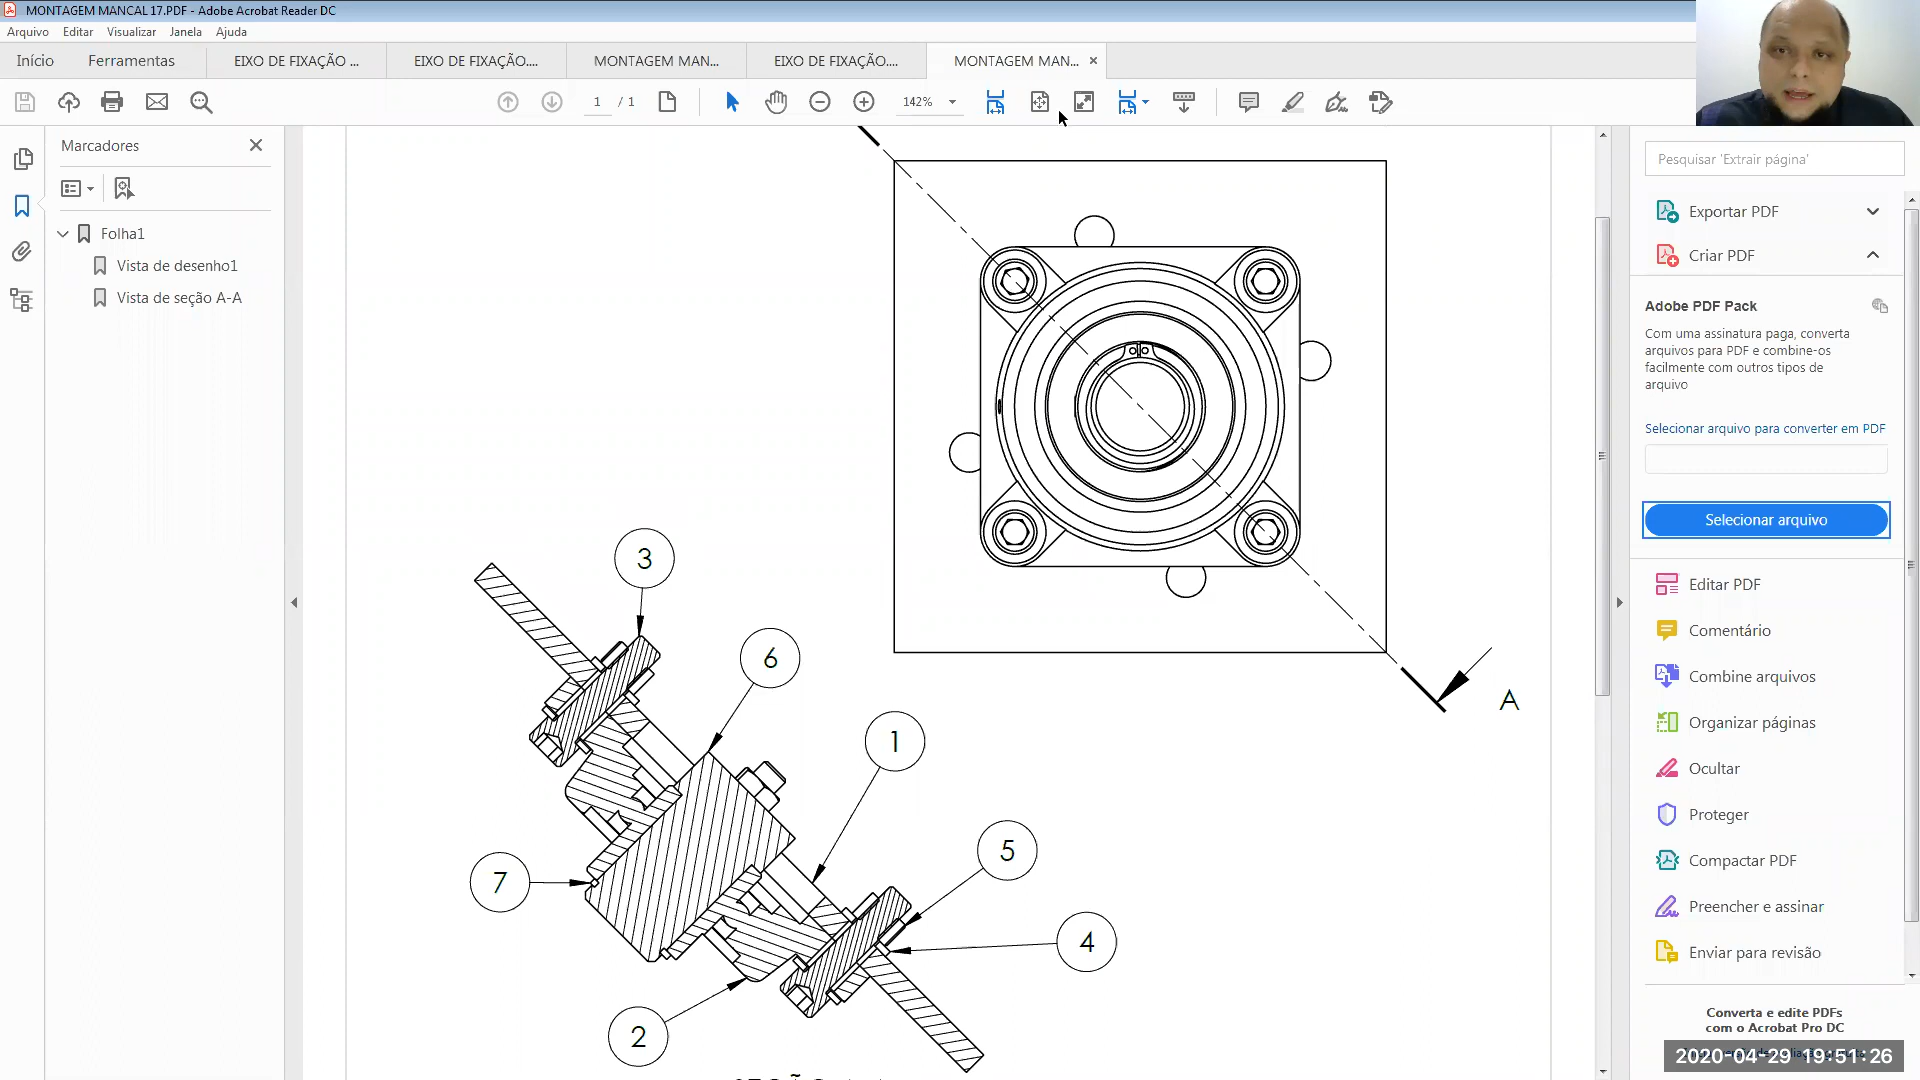 MONTAGEM MANCAL 17.PDF - Adobe Acrobat Reader DC
Arquivo Editar Visualizar Janela Ajuda
Início Ferramentas EIXO DE FIXAÇÃO ... EIXO DE FIXAÇÃO.... MONTAGEM MAN... EIXO DE FIXAÇÃO.... MONTAGEM MAN... ×
1 / 1 142%
Marcadores
Folha1
Vista de desenho1
Vista de seção A-A
3
6
1
5
7
4
2
A
Pesquisar 'Extrair página'
Exportar PDF
Criar PDF
Adobe PDF Pack
Com uma assinatura paga, converta
arquivos para PDF e combine-os
facilmente com outros tipos de
arquivo
Selecionar arquivo para converter em PDF
Selecionar arquivo
Editar PDF
Comentário
Combine arquivos
Organizar páginas
Ocultar
Proteger
Compactar PDF
Preencher e assinar
Enviar para revisão
Converta e edite PDFs
com o Acrobat Pro DC
2020-04-29 19:51:26